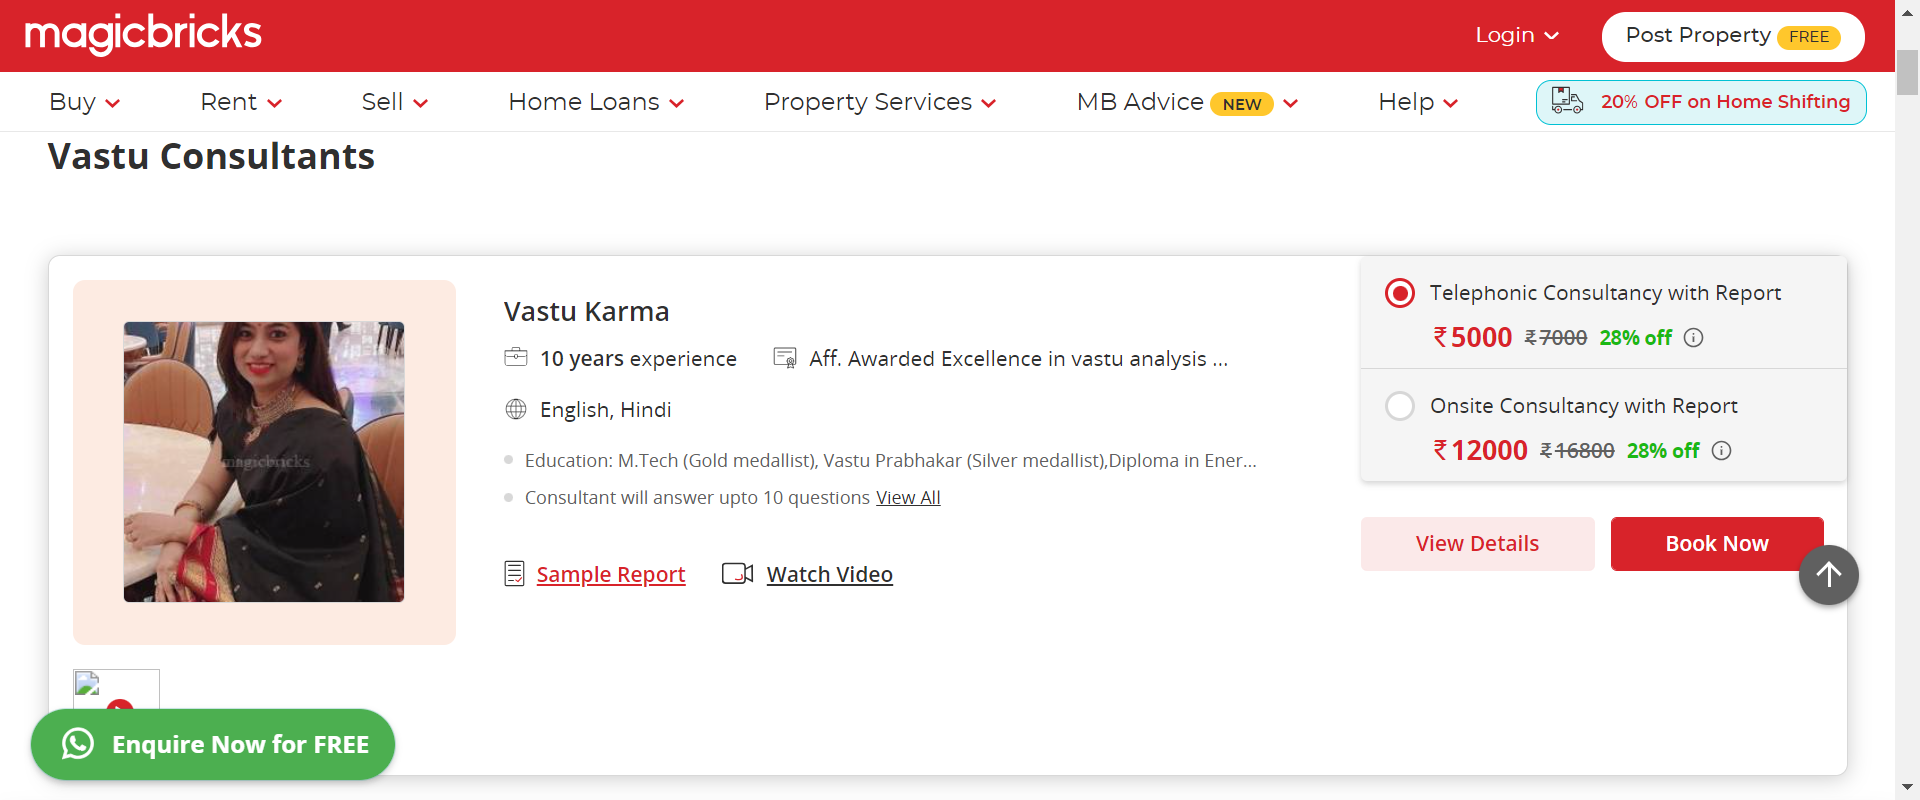 magicbricks
Login
Post Property FREE
Buy
Rent
Sell
Home Loans
Property Services
MB Advice NEW
Help
20% OFF on Home Shifting
Vastu Consultants
magicbricks
Vastu Karma
10 years experience
Aff. Awarded Excellence in vastu analysis ...
English, Hindi
Education: M.Tech (Gold medallist), Vastu Prabhakar (Silver medallist),Diploma in Ener...
Consultant will answer upto 10 questions View All
Sample Report
Watch Video
Telephonic Consultancy with Report
₹5000 ₹7000 28% off
Onsite Consultancy with Report
₹12000 ₹16800 28% off
View Details
Book Now
Enquire Now for FREE